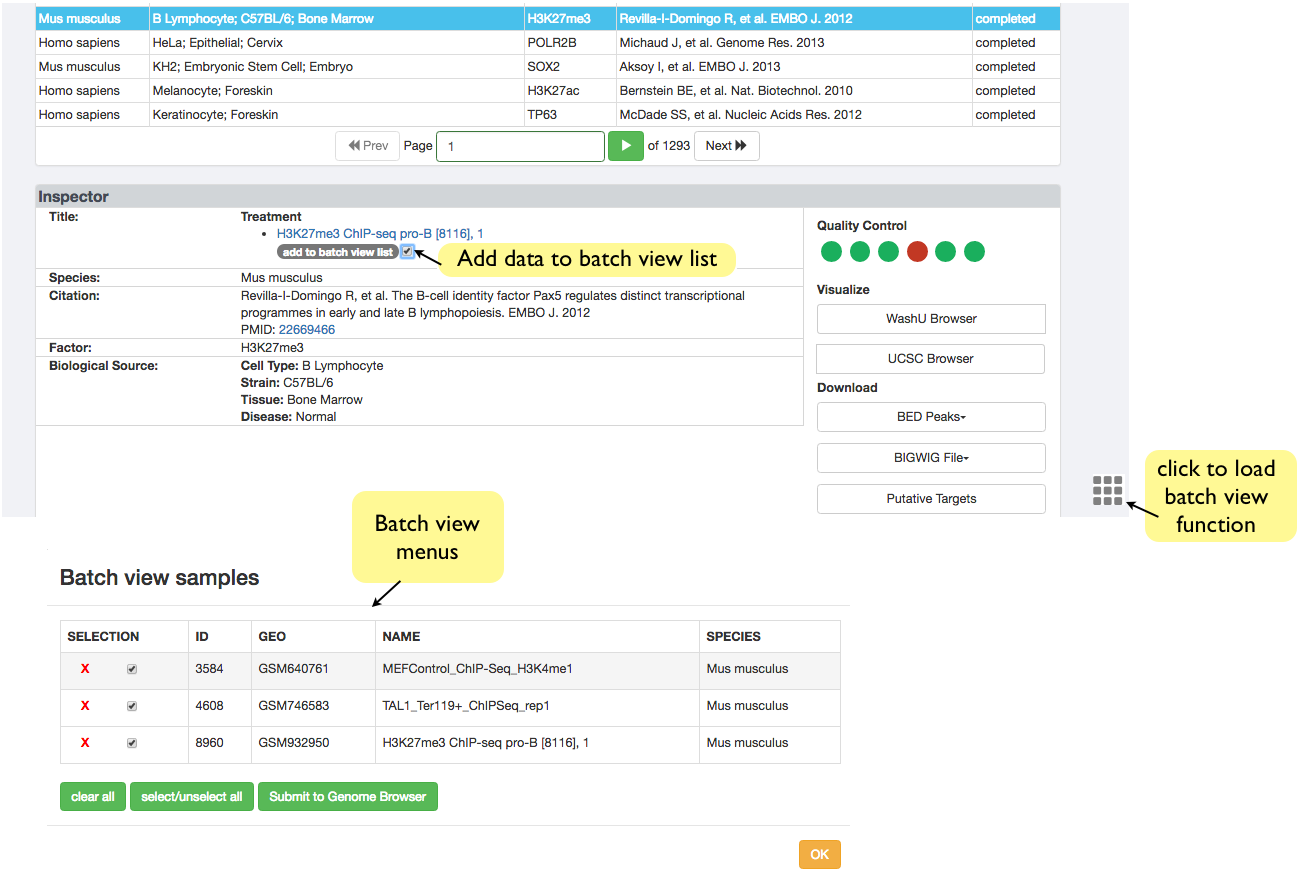 Mus musculus B Lymphocyte; C57BL/6; Bone Marrow H3K27me3 Revilla-I-Domingo R, et al. EMBO J. 2012 completed
Homo sapiens HeLa; Epithelial; Cervix POLR2B Michaud J, et al. Genome Res. 2013 completed
Mus musculus KH2; Embryonic Stem Cell; Embryo SOX2 Aksoy I, et al. EMBO J. 2013 completed
Homo sapiens Melanocyte; Foreskin H3K27ac Bernstein BE, et al. Nat. Biotechnol. 2010 completed
Homo sapiens Keratinocyte; Foreskin TP63 McDade SS, et al. Nucleic Acids Res. 2012 completed
Prev Page 1 of 1293 Next
Inspector
Title: Treatment
• H3K27me3 ChIP-seq pro-B [8116], 1
add to batch view list
Add data to batch view list
Species: Mus musculus
Citation: Revilla-I-Domingo R, et al. The B-cell identity factor Pax5 regulates distinct transcriptional
programmes in early and late B lymphopoiesis. EMBO J. 2012
PMID: 22669466
Factor: H3K27me3
Biological Source: Cell Type: B Lymphocyte
Strain: C57BL/6
Tissue: Bone Marrow
Disease: Normal
Quality Control
Visualize
WashU Browser
UCSC Browser
Download
BED Peaks
BIGWIG File
Putative Targets
click to load
batch view
function
Batch view
menus
Batch view samples
SELECTION ID GEO NAME SPECIES
X 3584 GSM640761 MEFControl_ChIP-Seq_H3K4me1 Mus musculus
X 4608 GSM746583 TAL1_Ter119+_ChIPSeq_rep1 Mus musculus
X 8960 GSM932950 H3K27me3 ChIP-seq pro-B [8116], 1 Mus musculus
clear all select/unselect all Submit to Genome Browser
OK